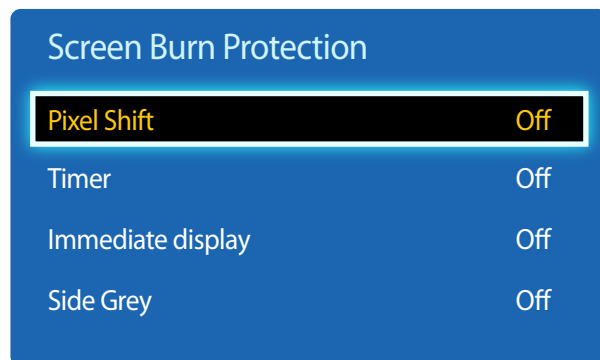 Screen Burn Protection
Pixel Shift Off
Timer Off
Immediate display Off
Side Grey Off